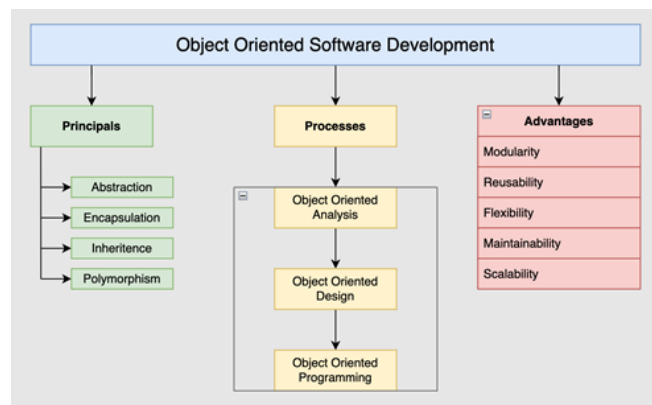 Object Oriented Software Development
Principals
Abstraction
Encapsulation
Inheritence
Polymorphism
Processes
Object Oriented
Analysis
Object Oriented
Design
Object Oriented
Programming
Advantages
Modularity
Reusability
Flexibility
Maintainability
Scalability